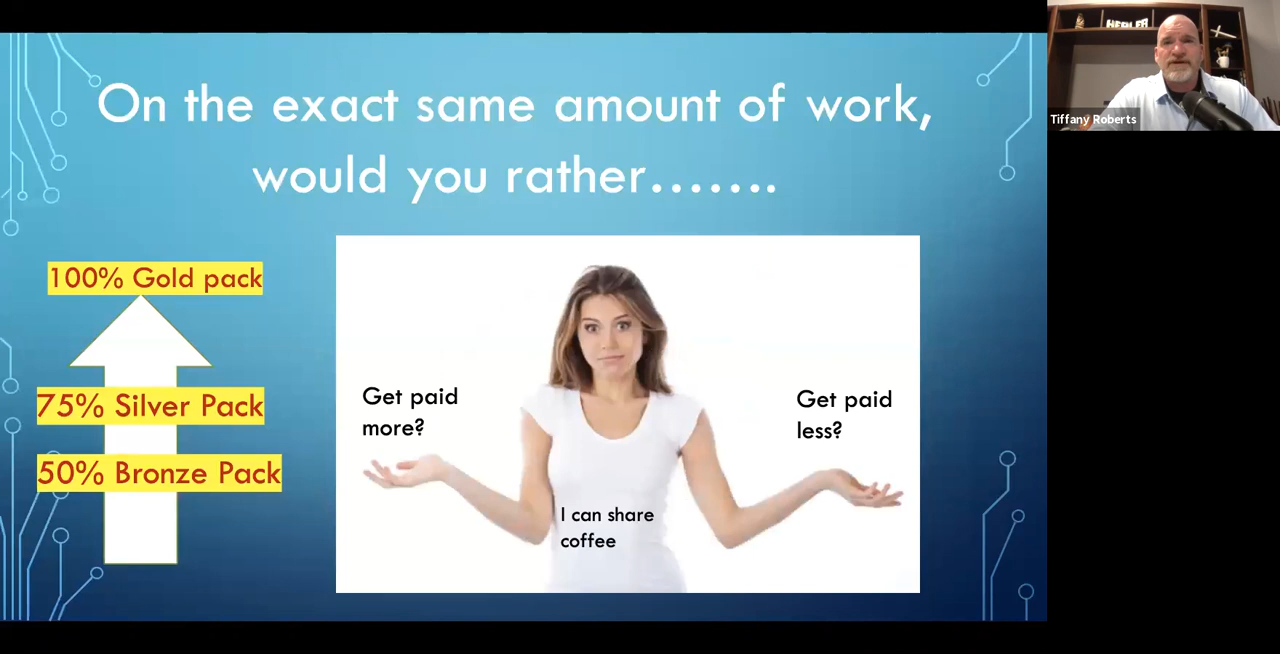 On the exact same amount of work,
would you rather.......
100% Gold pack
75% Silver Pack
50% Bronze Pack
Get paid
more?
Get paid
less?
I can share
coffee
HEALER
Tiffany Roberts